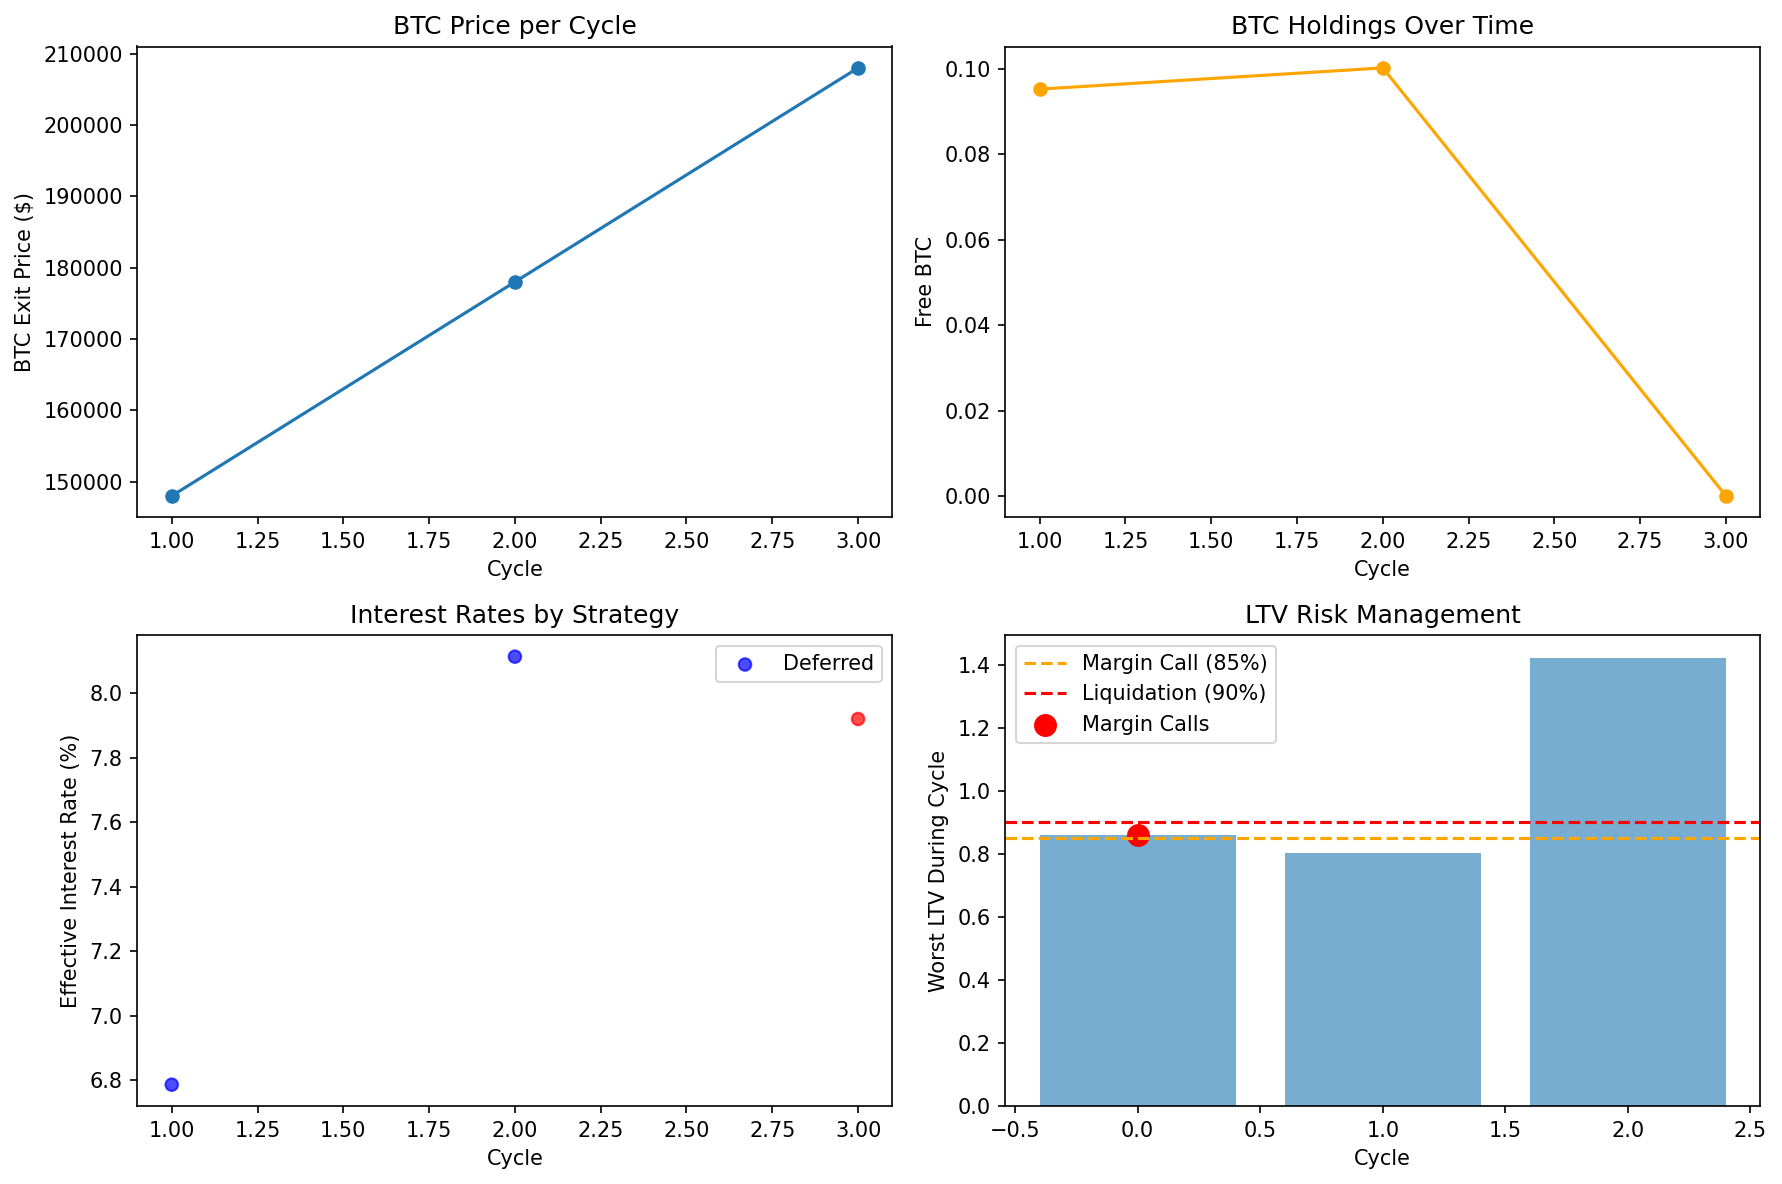 BTC Price per Cycle
210000
200000
190000
180000
170000
160000
150000
BTC Exit Price ($)
1.00 1.25 1.50 1.75 2.00 2.25 2.50 2.75 3.00
Cycle
BTC Holdings Over Time
0.10
0.08
0.06
0.04
0.02
0.00
Free BTC
1.00 1.25 1.50 1.75 2.00 2.25 2.50 2.75 3.00
Cycle
Interest Rates by Strategy
Deferred
8.0
7.8
7.6
7.4
7.2
7.0
6.8
Effective Interest Rate (%)
1.00 1.25 1.50 1.75 2.00 2.25 2.50 2.75 3.00
Cycle
LTV Risk Management
Margin Call (85%)
Liquidation (90%)
Margin Calls
1.4
1.2
1.0
0.8
0.6
0.4
0.2
0.0
Worst LTV During Cycle
−0.5 0.0 0.5 1.0 1.5 2.0 2.5
Cycle